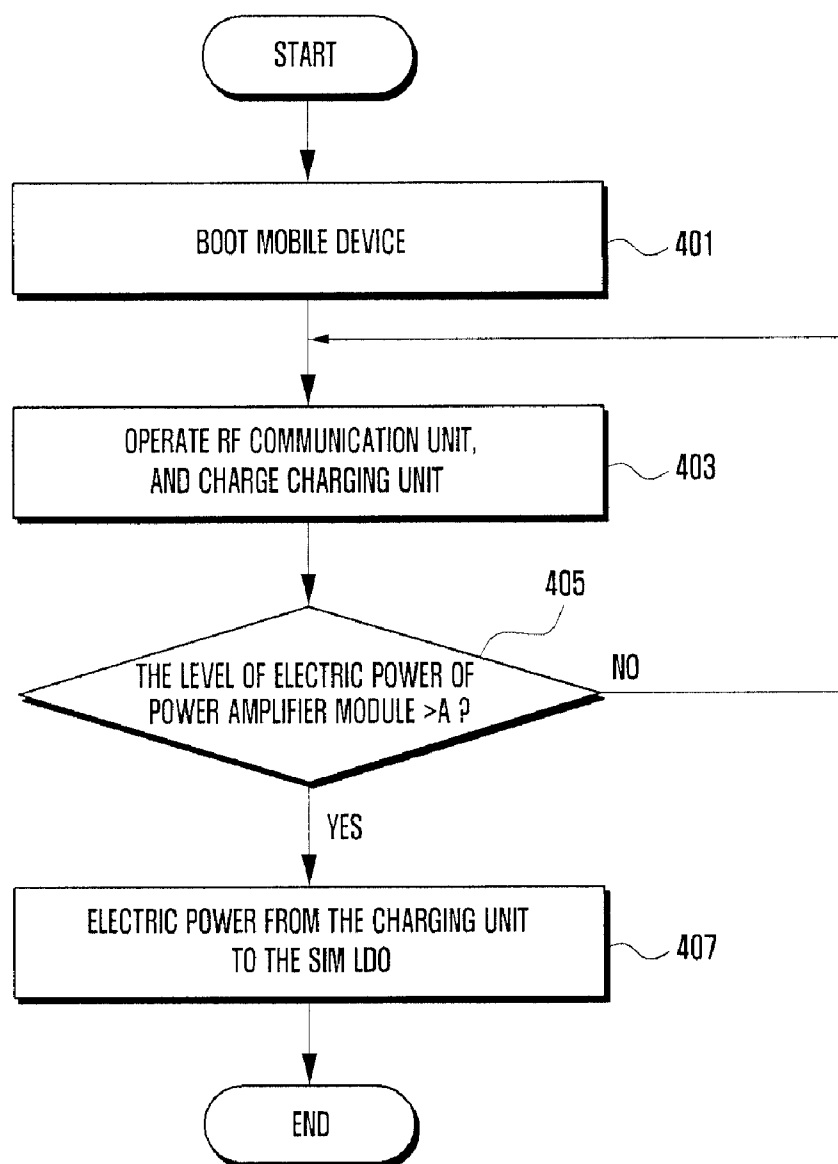 START
BOOT MOBILE DEVICE
401
OPERATE RF COMMUNICATION UNIT,
AND CHARGE CHARGING UNIT
403
405
THE LEVEL OF ELECTRIC POWER OF
POWER AMPLIFIER MODULE >A ?
NO
YES
ELECTRIC POWER FROM THE CHARGING UNIT
TO THE SIM LDO
407
END